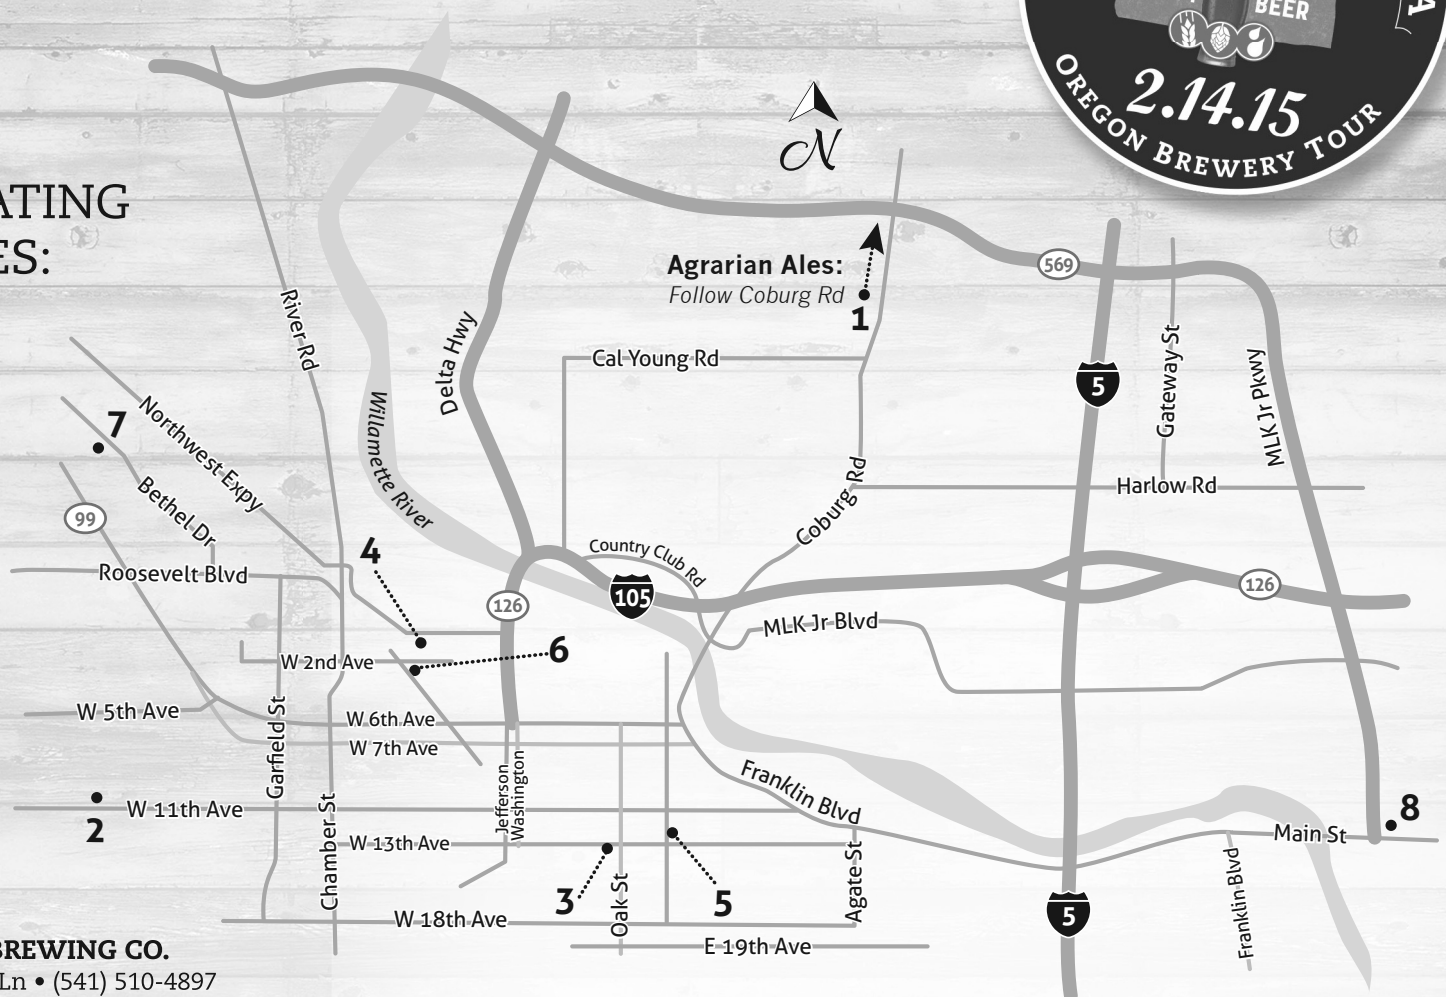 BEER
A
2.14.15
OREGON BREWERY TOUR
ATING
ES:
N
Agrarian Ales:
Follow Coburg Rd
1
569
River Rd
Delta Hwy
Cal Young Rd
5
Gateway St
MLK Jr Pkwy
Willamette River
7
Northwest Expy
Bethel Dr
99
Coburg Rd
Harlow Rd
4
Country Club Rd
Roosevelt Blvd
126
105
126
MLK Jr Blvd
6
W 2nd Ave
W 5th Ave
Garfield St
W 6th Ave
W 7th Ave
Jefferson
Washington
Franklin Blvd
2
W 11th Ave
Chamber St
W 13th Ave
8
Main St
3
Oak St
5
Agate St
Franklin Blvd
5
W 18th Ave
E 19th Ave
BREWING CO.
Ln • (541) 510-4897